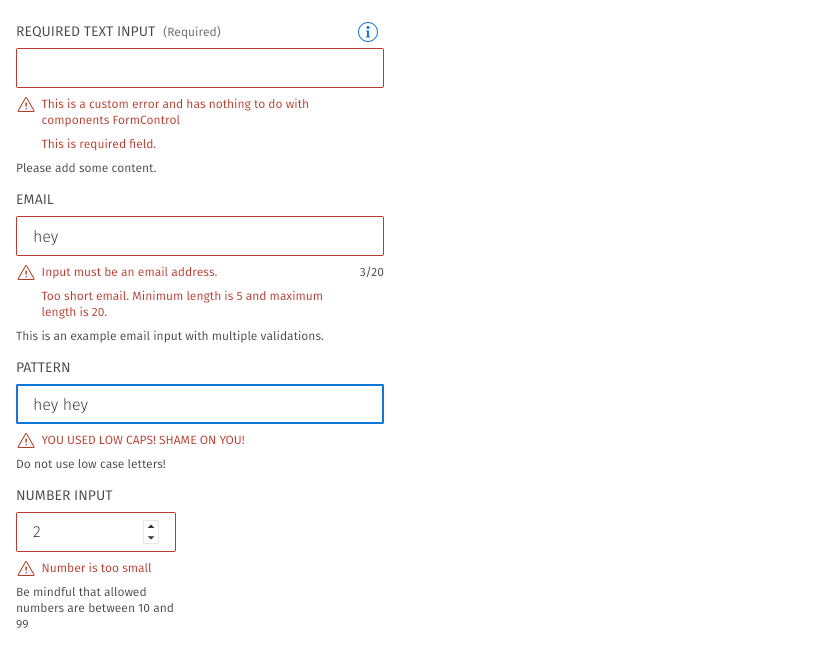 REQUIRED TEXT INPUT (Required)
This is a custom error and has nothing to do with
components FormControl
This is required field.
Please add some content.
EMAIL
hey
Input must be an email address. 3/20
Too short email. Minimum length is 5 and maximum
length is 20.
This is an example email input with multiple validations.
PATTERN
hey hey
YOU USED LOW CAPS! SHAME ON YOU!
Do not use low case letters!
NUMBER INPUT
2
Number is too small
Be mindful that allowed
numbers are between 10 and
99